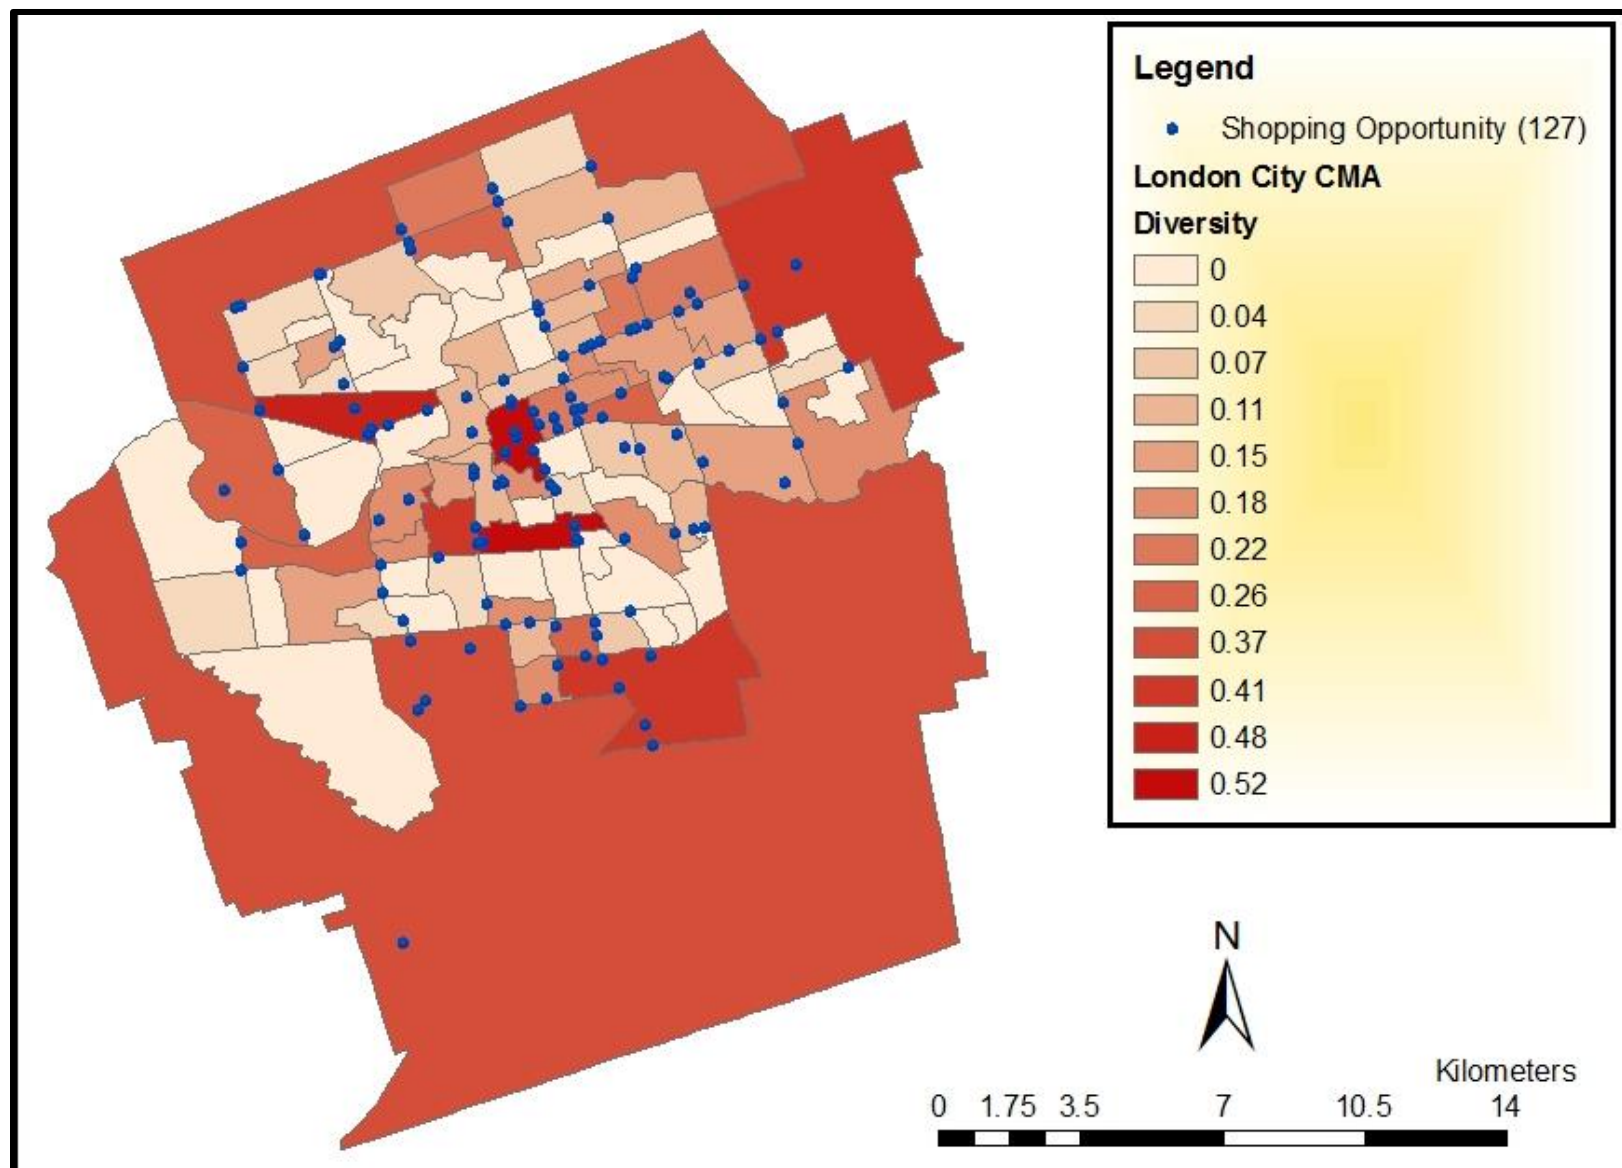 Legend
Shopping Opportunity (127)
London City CMA
Diversity
0
0.04
0.07
0.11
0.15
0.18
0.22
0.26
0.37
0.41
0.48
0.52
N
Kilometers
0 1.75 3.5 7 10.5 14